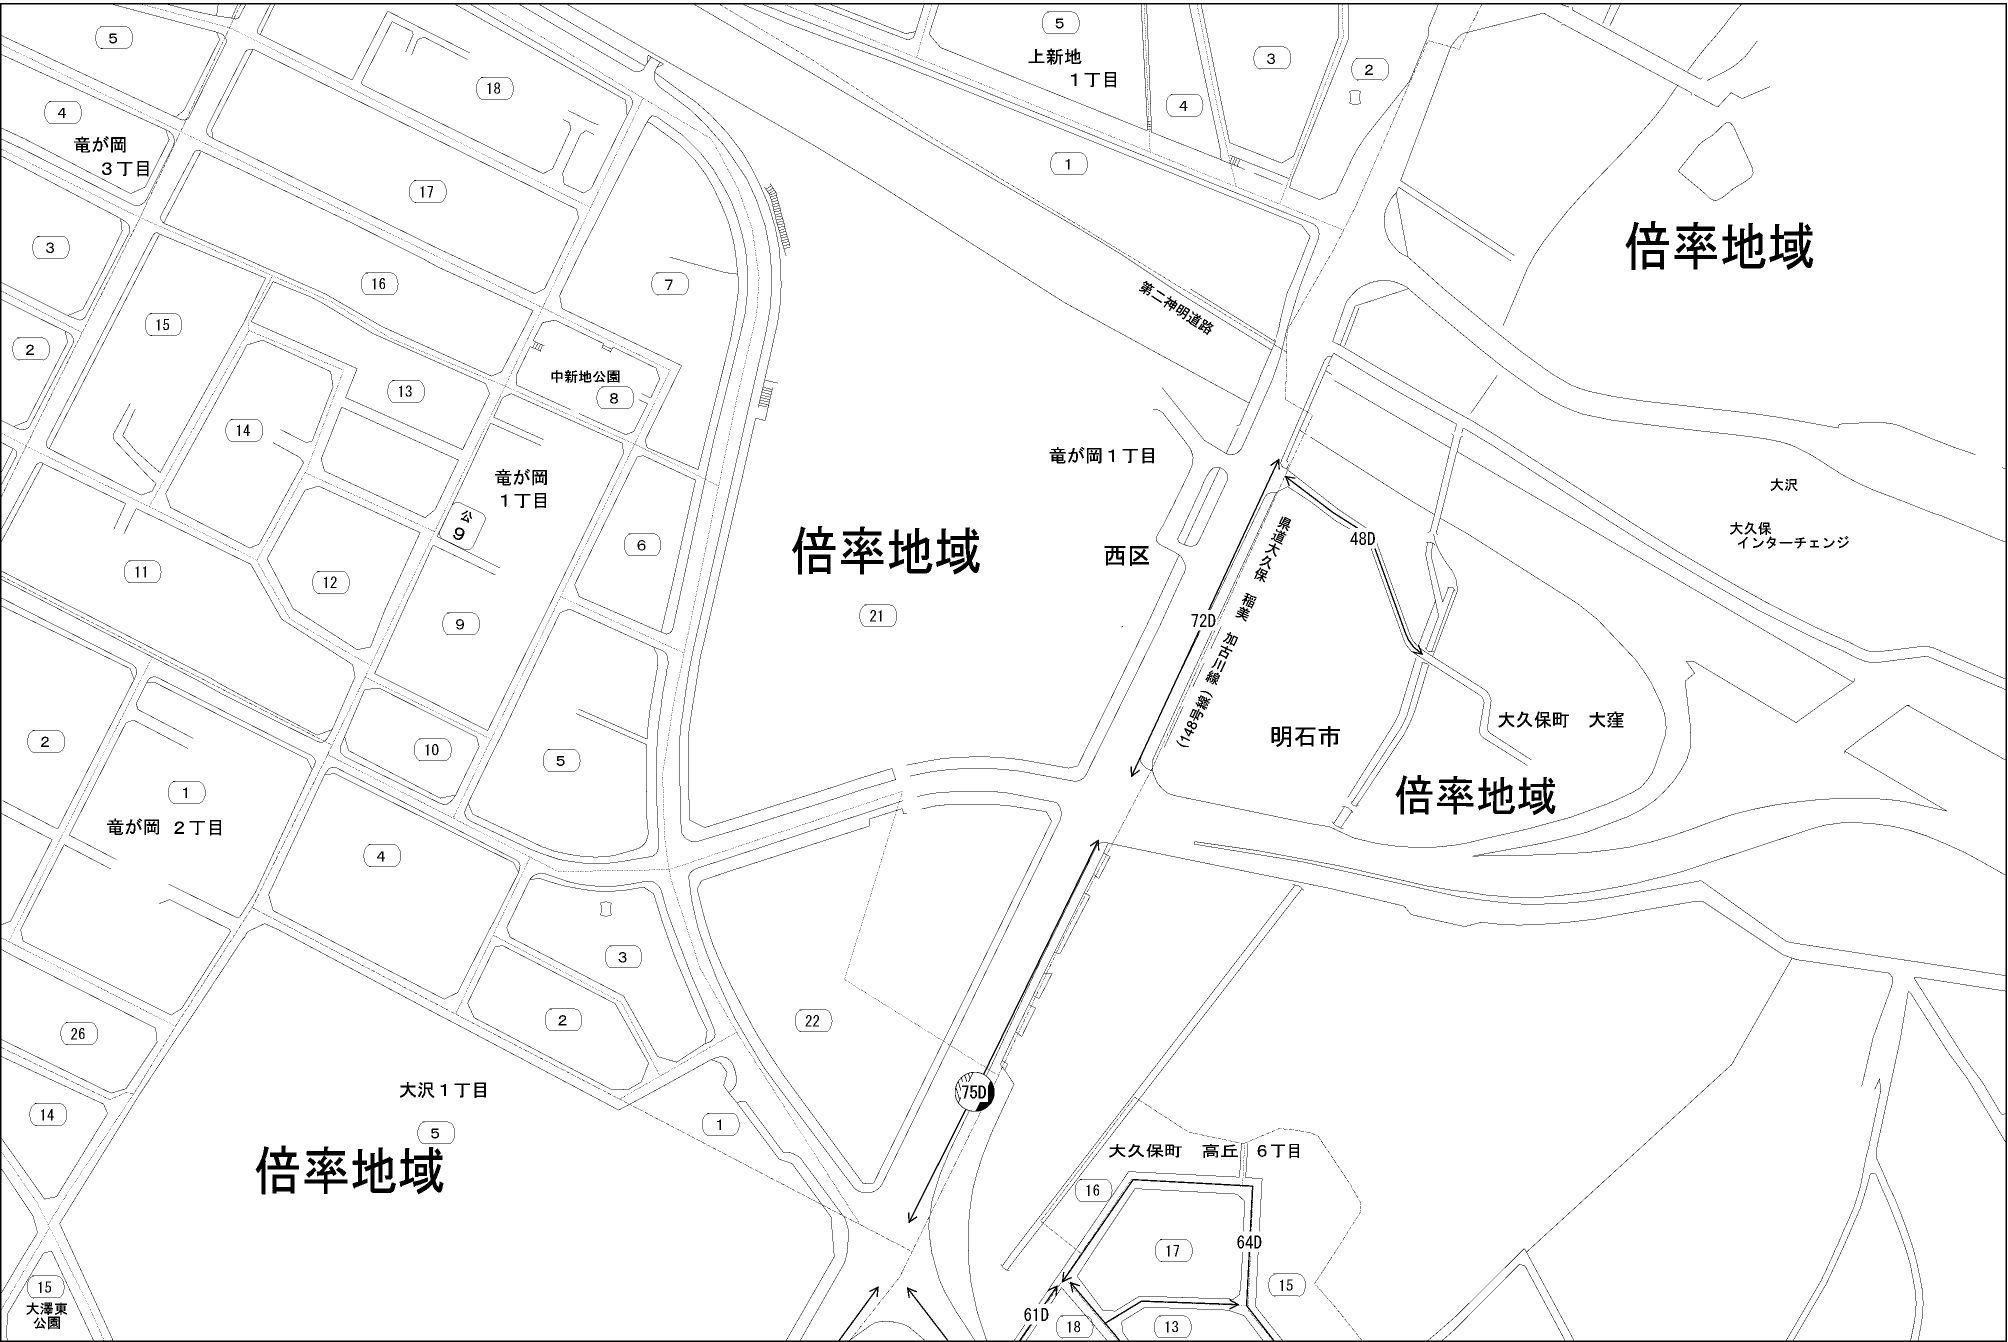 5
5
上新地
１丁目
3
2
18
4
4
竜が岡
３丁目
1
17
3
倍率地域
16
7
第二神明道路
15
2
中新地公園
8
13
14
竜が岡１丁目
竜が岡
１丁目
大沢
公
9
大久保
インターチェンジ
県道大久保　稲美　加古川線
(148号線)
48D
6
倍率地域
西区
11
12
21
72D
9
大久保町　大窪
明石市
2
10
5
1
倍率地域
竜が岡　２丁目
4
3
2
22
26
大沢１丁目
75D
14
5
1
倍率地域
大久保町　高丘　６丁目
16
17
64D
15
15
大澤東
公園
61D
18
13